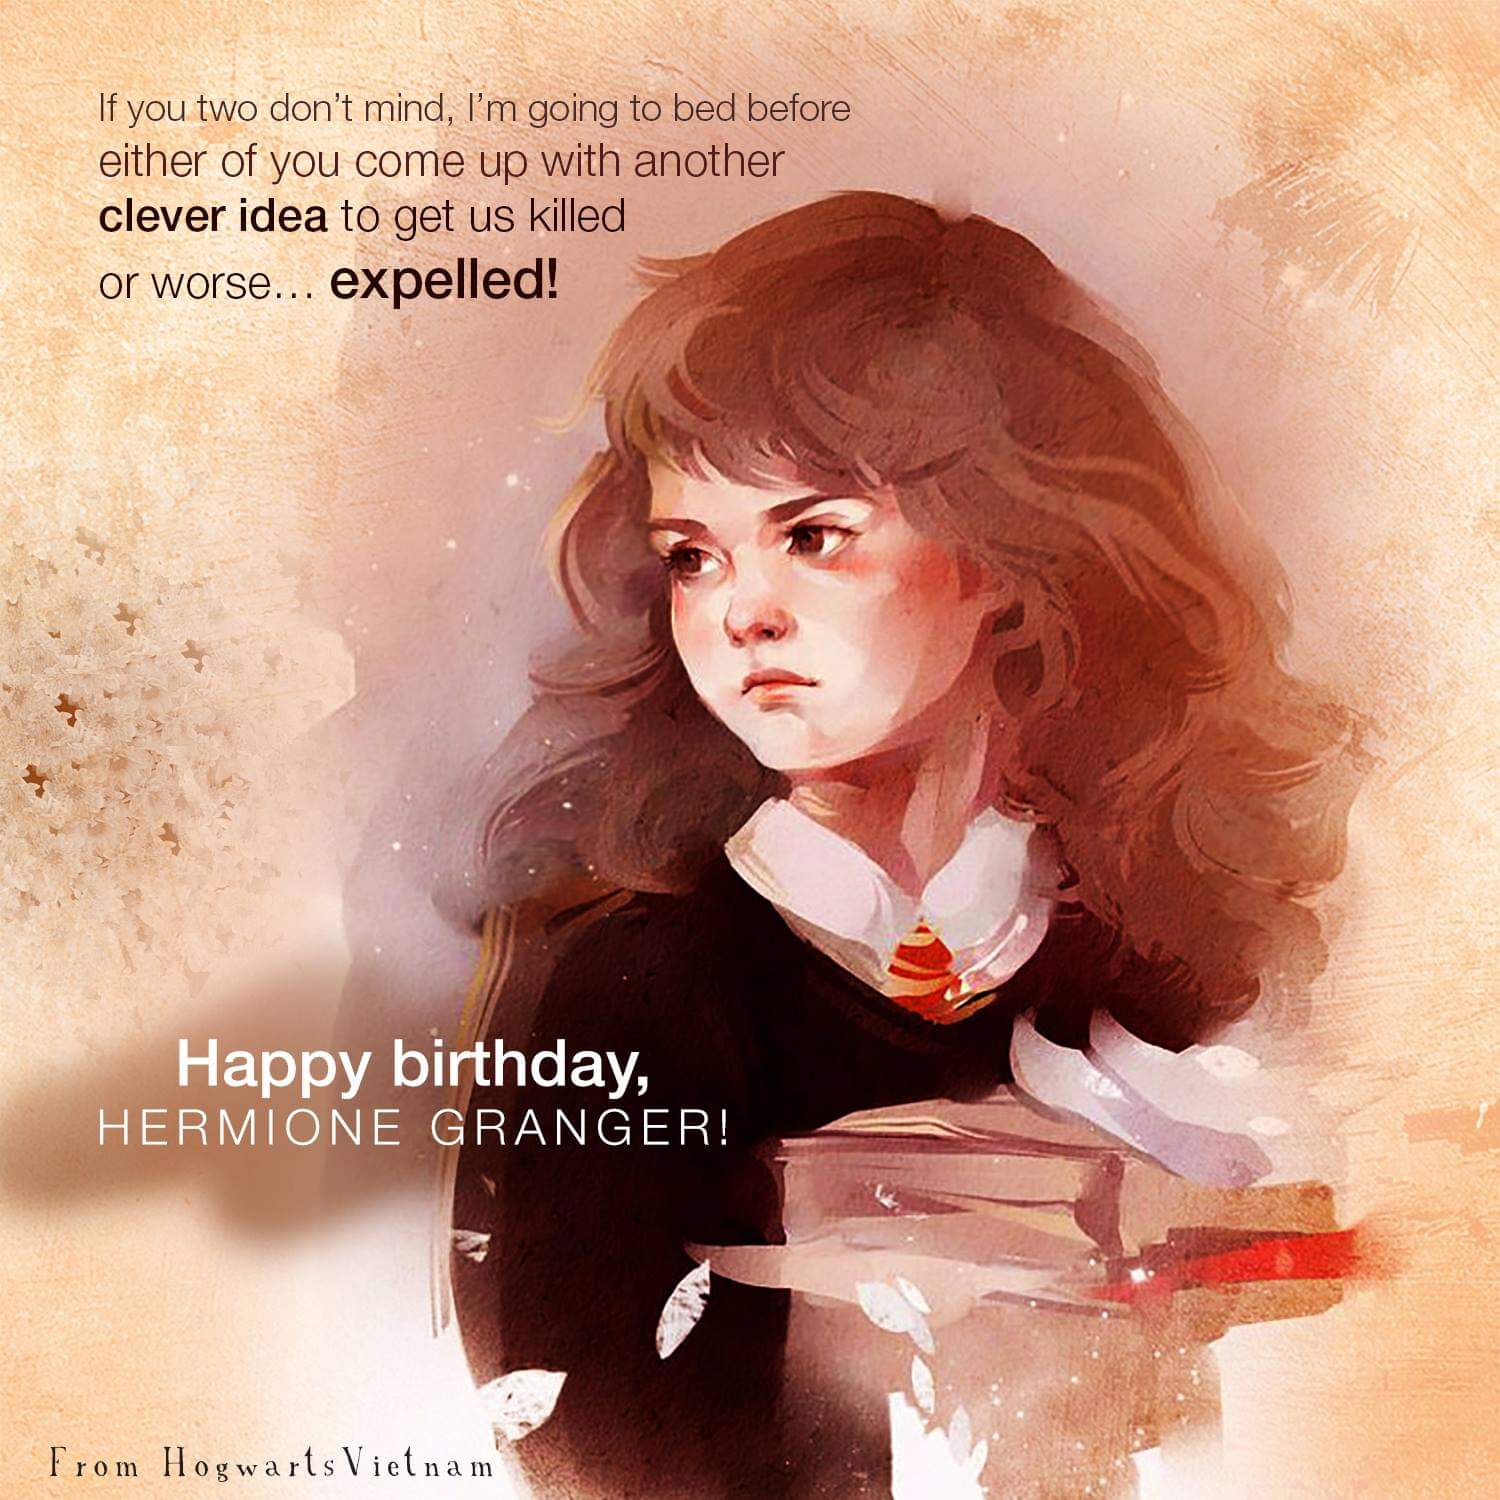 If you two don't mind, I'm going to bed before
either of you come up with another
clever idea to get us killed
or worse... expelled!
Happy birthday,
HERMIONE GRANGER!
From HogwartsVietnam